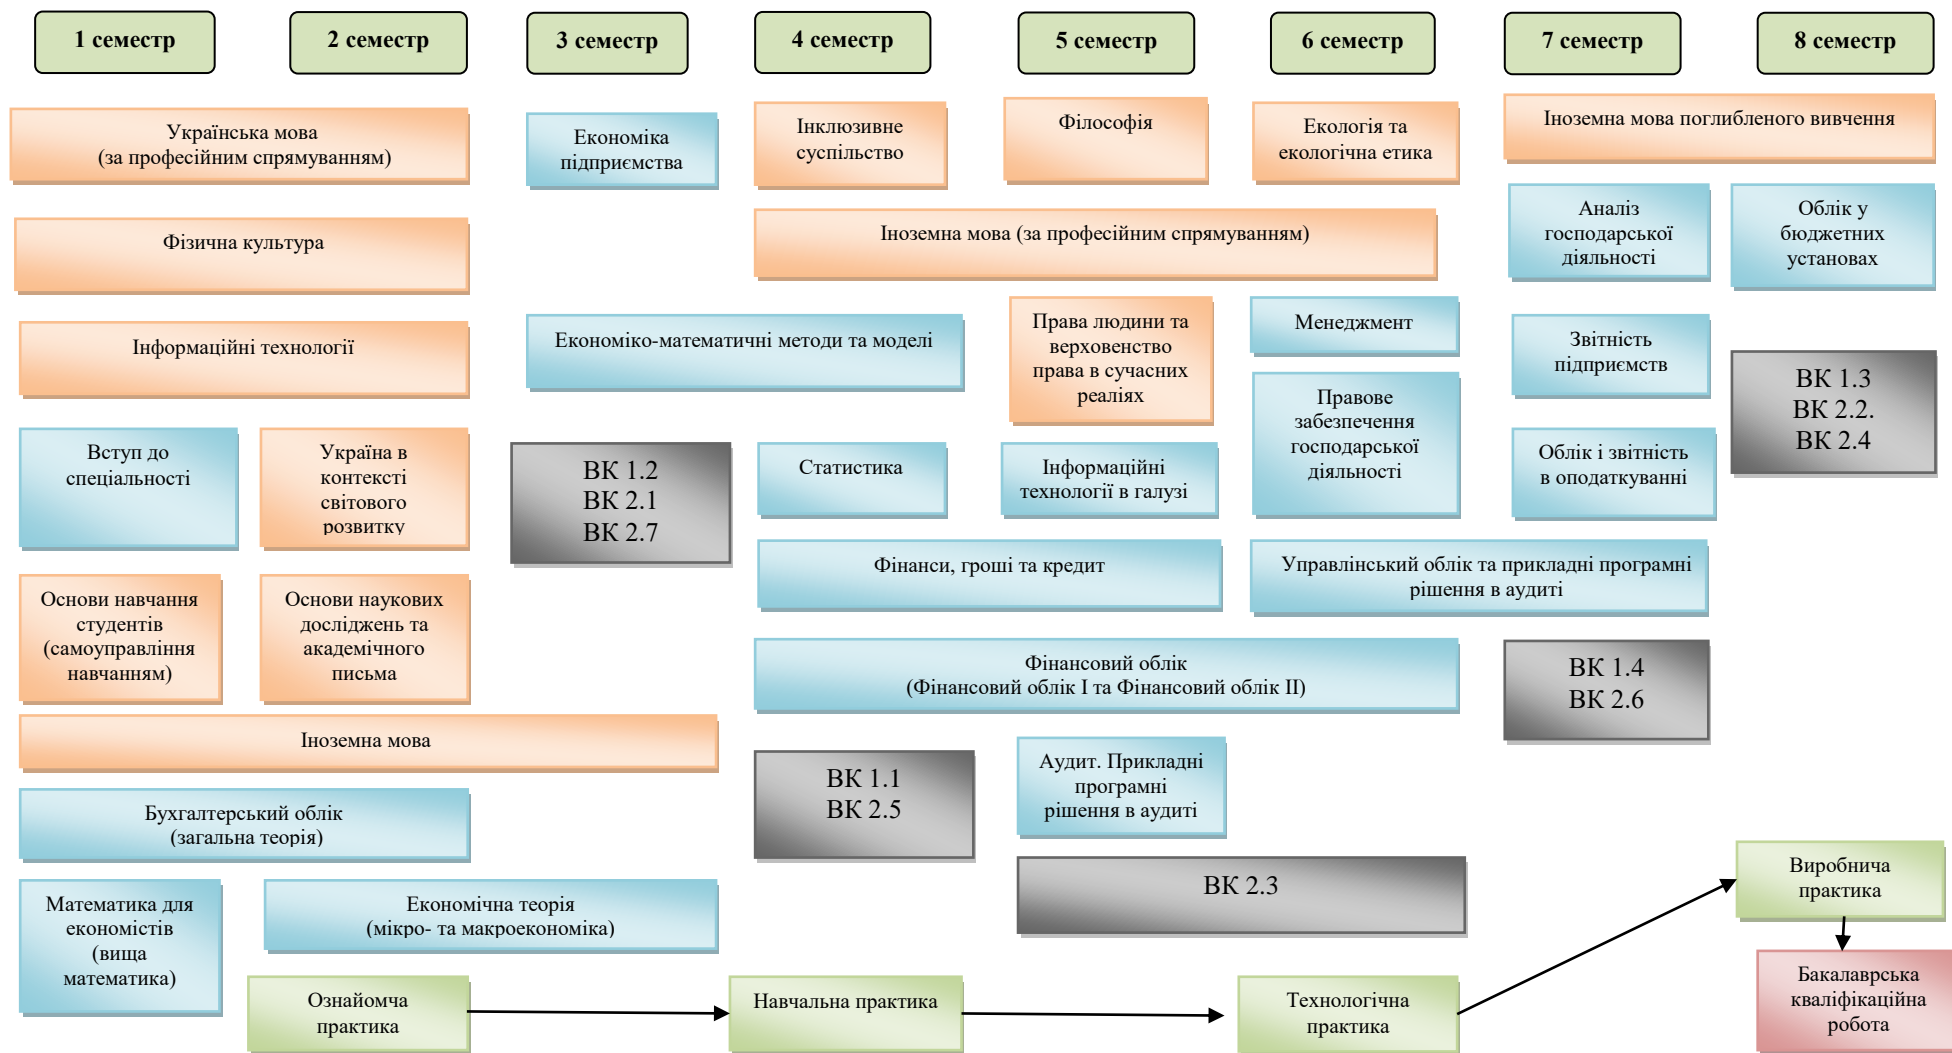 1 семестр
2 семестр
3 семестр
4 семестр
5 семестр
6 семестр
7 семестр
8 семестр
Українська мова
(за професійним спрямуванням)
Економіка
підприємства
Інклюзивне
суспільство
Філософія
Екологія та
екологічна етика
Іноземна мова поглибленого вивчення
Фізична культура
Іноземна мова (за професійним спрямуванням)
Аналіз
господарської
діяльності
Облік у
бюджетних
установах
Інформаційні технології
Економіко-математичні методи та моделі
Права людини та
верховенство
права в сучасних
реаліях
Менеджмент
Звітність
підприємств
ВК 1.3
ВК 2.2.
ВК 2.4
Правове
забезпечення
господарської
діяльності
Вступ до
спеціальності
Україна в
контексті
світового
розвитку
ВК 1.2
ВК 2.1
ВК 2.7
Статистика
Інформаційні
технології в галузі
Облік і звітність
в оподаткуванні
Фінанси, гроші та кредит
Управлінський облік та прикладні програмні
рішення в аудиті
Основи навчання
студентів
(самоуправління
навчанням)
Основи наукових
досліджень та
академічного
письма
Фінансовий облік
(Фінансовий облік І та Фінансовий облік ІІ)
ВК 1.4
ВК 2.6
Іноземна мова
ВК 1.1
ВК 2.5
Аудит. Прикладні
програмні
рішення в аудиті
Бухгалтерський облік
(загальна теорія)
ВК 2.3
Виробнича
практика
Математика для
економістів
(вища
математика)
Економічна теорія
(мікро- та макроекономіка)
Ознайомча
практика
Навчальна практика
Технологічна
практика
Бакалаврська
кваліфікаційна
робота